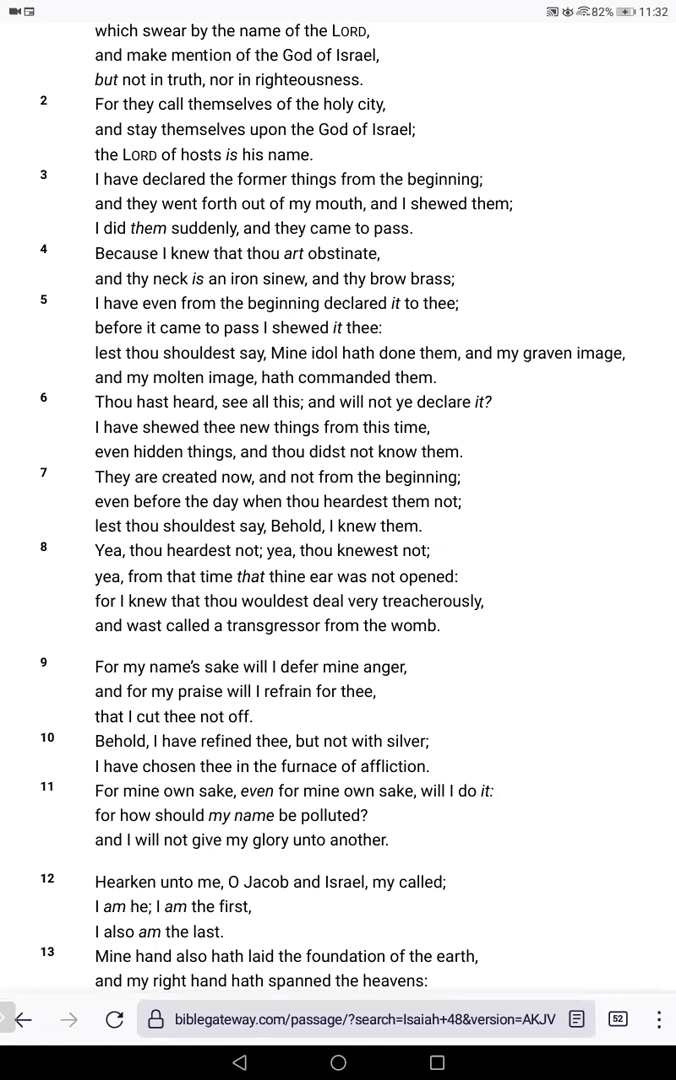 82% 11:32
which swear by the name of the LORD,
and make mention of the God of Israel,
but not in truth, nor in righteousness.
2 For they call themselves of the holy city,
and stay themselves upon the God of Israel;
the LORD of hosts is his name.
3 I have declared the former things from the beginning;
and they went forth out of my mouth, and I shewed them;
I did them suddenly, and they came to pass.
4 Because I knew that thou art obstinate,
and thy neck is an iron sinew, and thy brow brass;
5 I have even from the beginning declared it to thee;
before it came to pass I shewed it thee:
lest thou shouldest say, Mine idol hath done them, and my graven image,
and my molten image, hath commanded them.
6 Thou hast heard, see all this; and will not ye declare it?
I have shewed thee new things from this time,
even hidden things, and thou didst not know them.
7 They are created now, and not from the beginning;
even before the day when thou heardest them not;
lest thou shouldest say, Behold, I knew them.
8 Yea, thou heardest not; yea, thou knewest not;
yea, from that time that thine ear was not opened:
for I knew that thou wouldest deal very treacherously,
and wast called a transgressor from the womb.
9 For my name's sake will I defer mine anger,
and for my praise will I refrain for thee,
that I cut thee not off.
10 Behold, I have refined thee, but not with silver;
I have chosen thee in the furnace of affliction.
11 For mine own sake, even for mine own sake, will I do it:
for how should my name be polluted?
and I will not give my glory unto another.
12 Hearken unto me, O Jacob and Israel, my called;
I am he; I am the first,
I also am the last.
13 Mine hand also hath laid the foundation of the earth,
and my right hand hath spanned the heavens:
biblegateway.com/passage/?search=Isaiah+48&version=AKJV 52